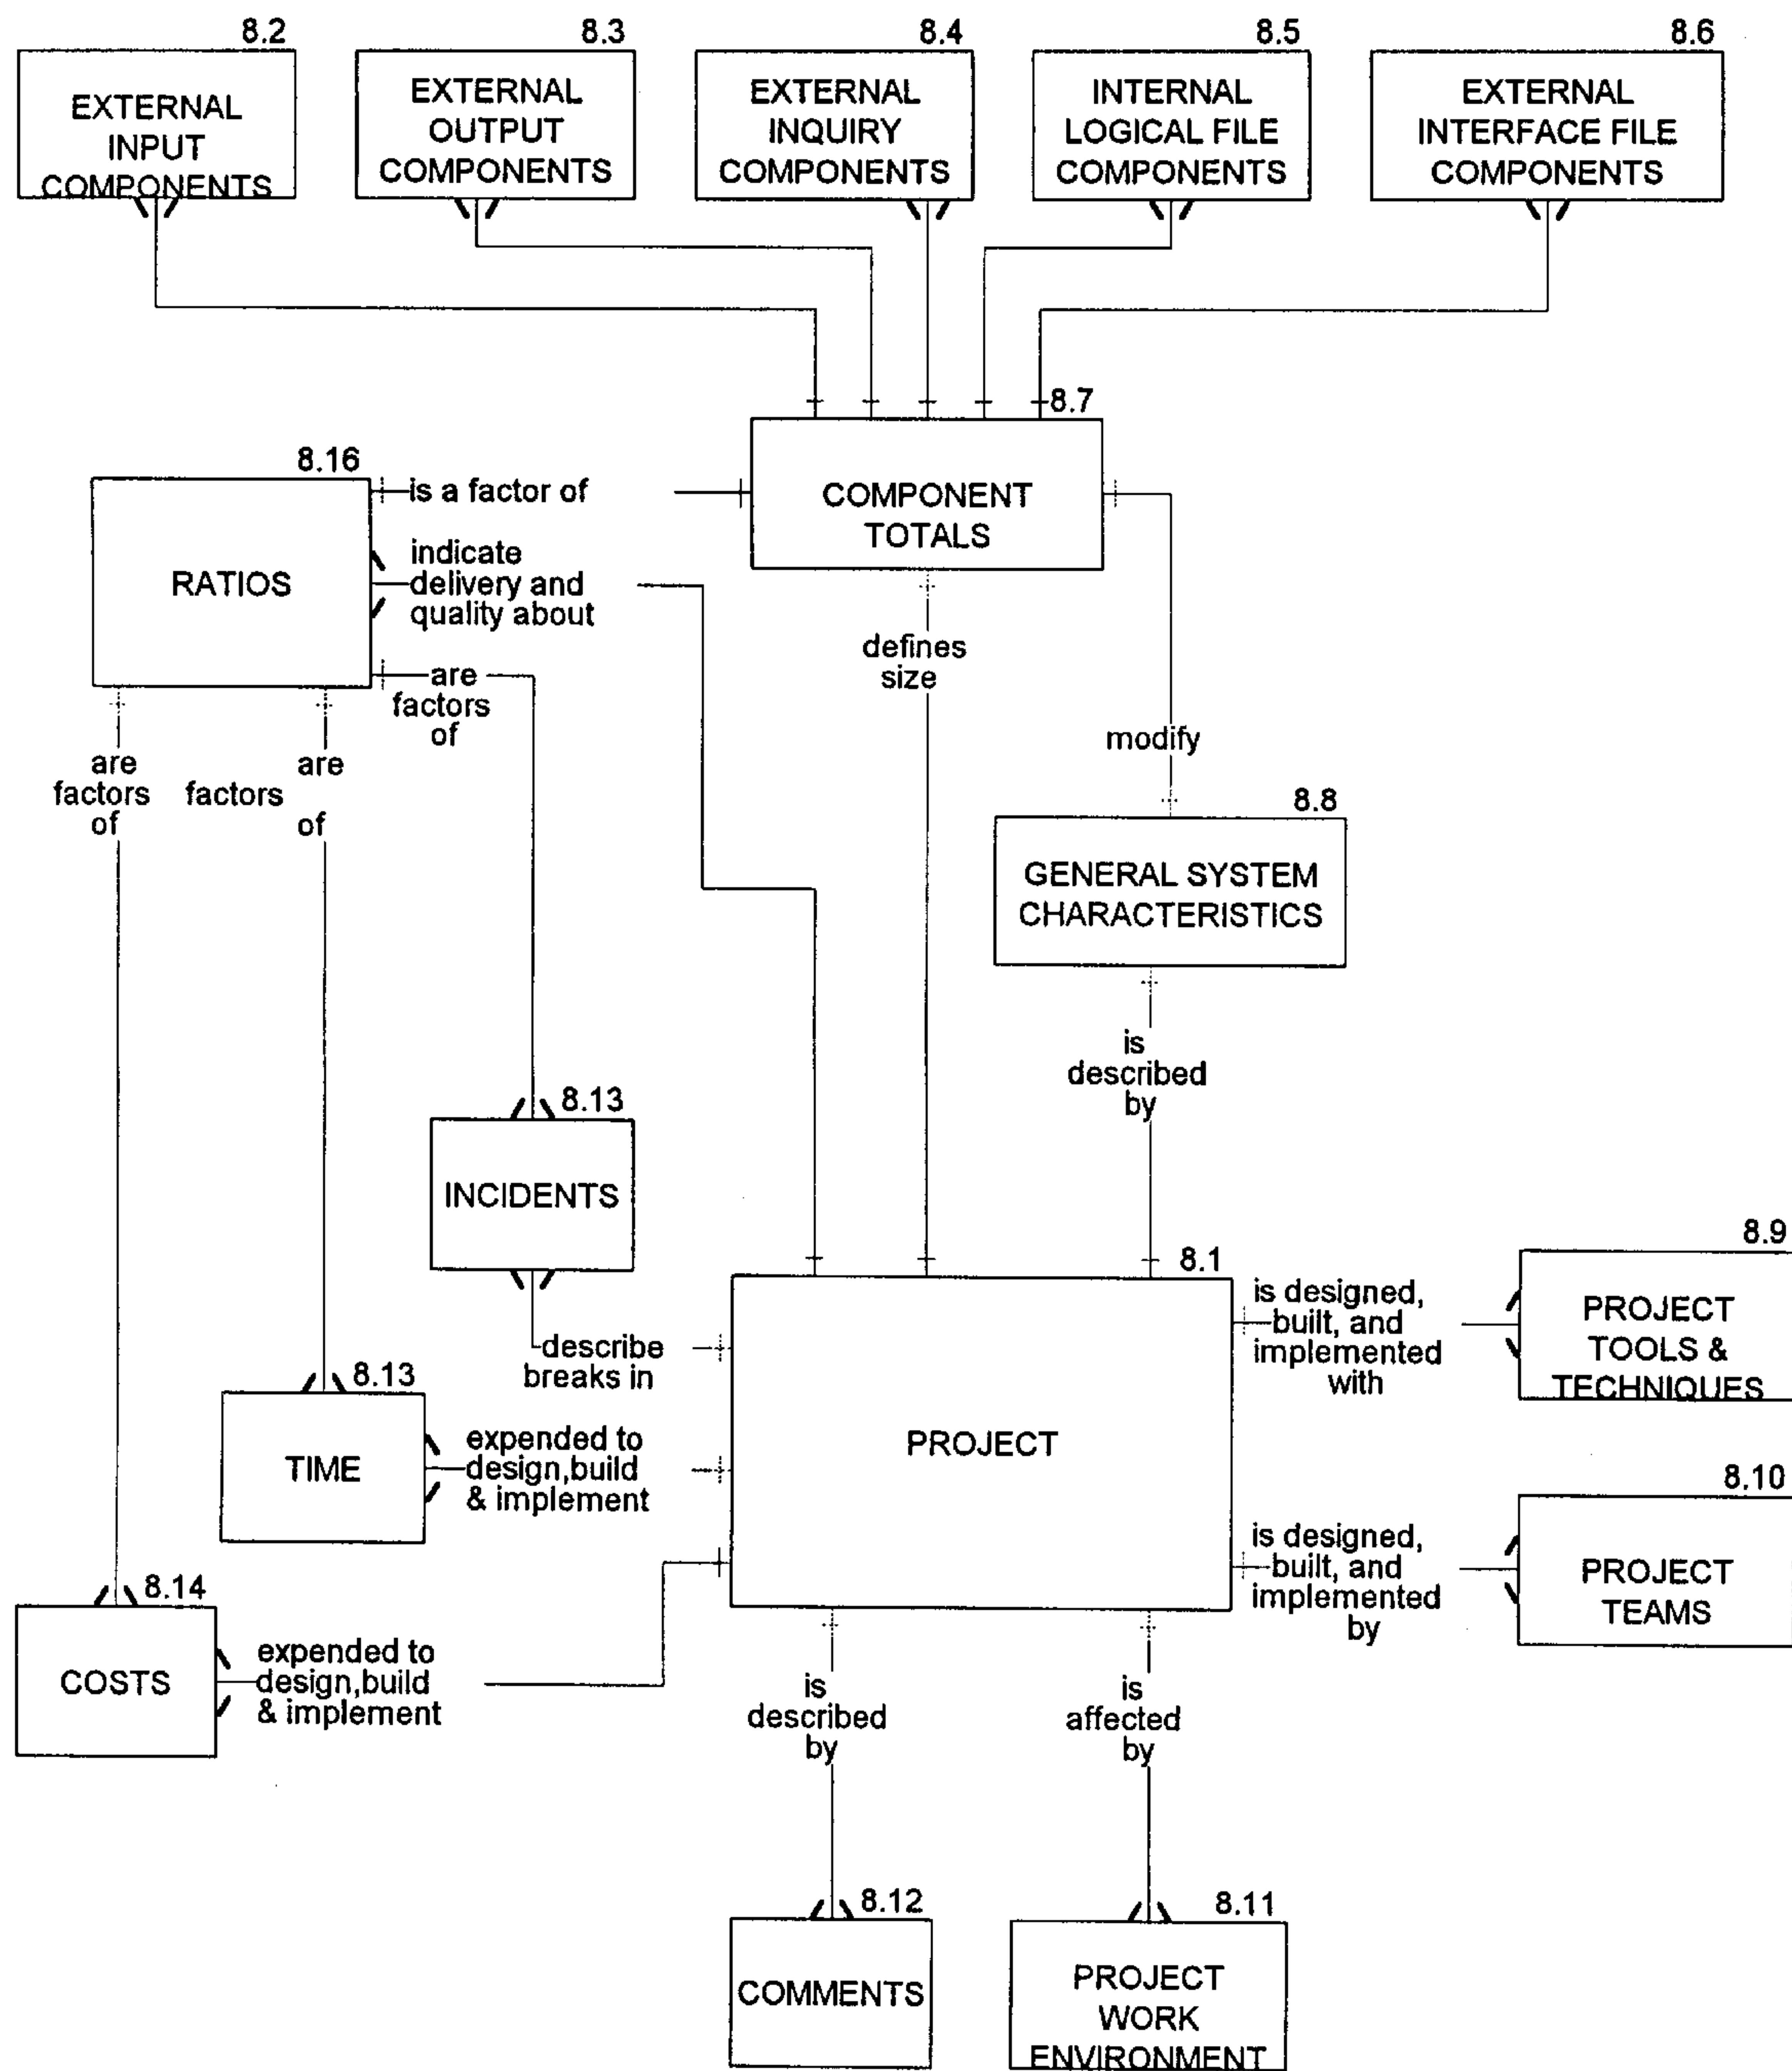 8.2
EXTERNAL
INPUT
COMPONENTS
8.3
EXTERNAL
OUTPUT
COMPONENTS
8.4
EXTERNAL
INQUIRY
COMPONENTS
8.5
INTERNAL
LOGICAL FILE
COMPONENTS
8.6
EXTERNAL
INTERFACE FILE
COMPONENTS
8.7
COMPONENT
TOTALS
8.16
RATIOS
is a factor of
indicate
delivery and
quality about
are
factors
of
are
factors
of
are
factors
of
defines
size
modify
8.8
GENERAL SYSTEM
CHARACTERISTICS
is
described
by
8.13
INCIDENTS
describe
breaks in
8.13
TIME
expended to
design,build
& implement
8.14
COSTS
expended to
design,build
& implement
8.1
PROJECT
is designed,
built, and
implemented
with
8.9
PROJECT
TOOLS &
TECHNIQUES
is designed,
built, and
implemented
by
8.10
PROJECT
TEAMS
is
described
by
is
affected
by
8.12
COMMENTS
8.11
PROJECT
WORK
ENVIRONMENT